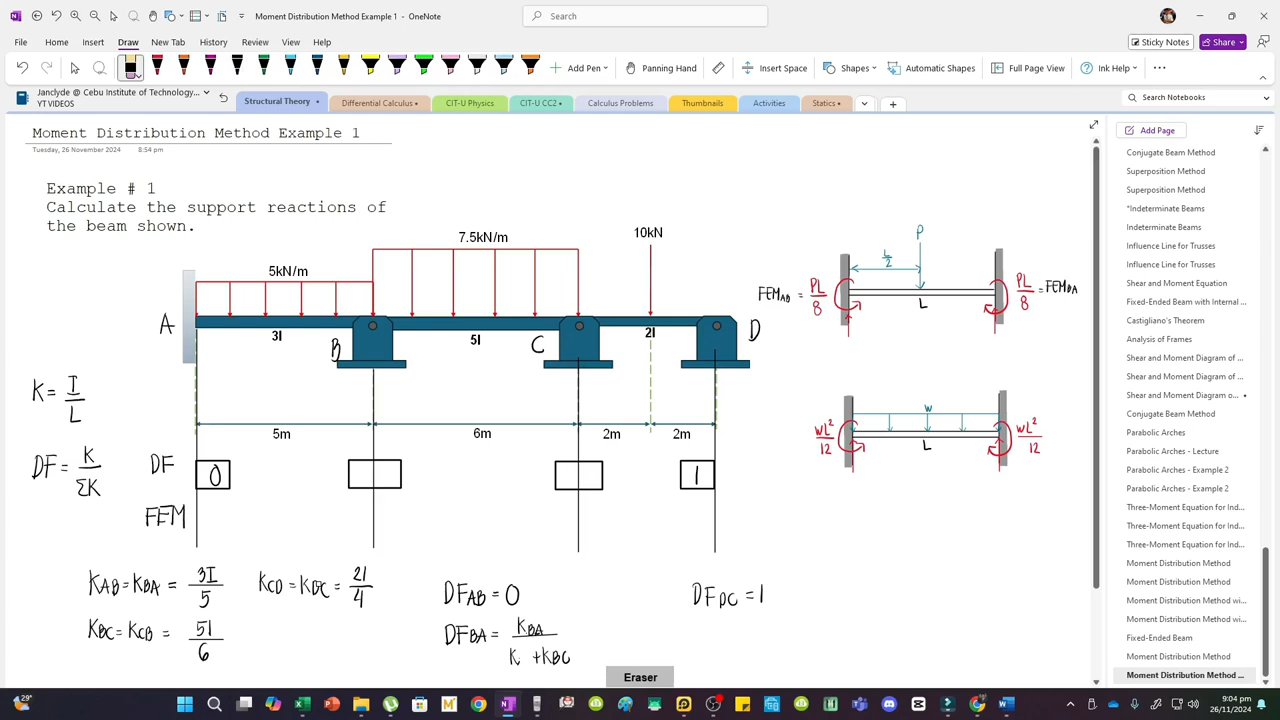 Moment Distribution Method Example 1 - OneNote
Search
File Home Insert Draw New Tab History Review View Help
Sticky Notes Share
Add Pen Panning Hand Insert Space Shapes Automatic Shapes Full Page View Ink Help
Janclyde @ Cebu Institute of Technology...
YT VIDEOS
Structural Theory Differential Calculus CIT-U Physics CIT-U CC2 Calculus Problems Thumbnails Activities Statics
Search Notebooks
Moment Distribution Method Example 1
Tuesday, 26 November 2024 8:54 pm
Add Page
Example # 1
Calculate the support reactions of
the beam shown.
5kN/m
7.5kN/m
10kN
A B C D
3I 5I 2I
5m 6m 2m 2m
K = I/L
DF = K/ΣK
DF 0 1
FEM
KAB = KBA = 3I/5
KBC = KCB = 5I/6
KCD = KDC = 2I/4
DFAB = 0
DFBA = KBA / K +KBC
DFDC = 1
P
L/2
FEMAB = PL/8
L
PL/8 = FEMBA
WL²/12
W
L
WL²/12
Conjugate Beam Method
Superposition Method
Superposition Method
*Indeterminate Beams
Indeterminate Beams
Influence Line for Trusses
Influence Line for Trusses
Shear and Moment Equation
Fixed-Ended Beam with Internal ...
Castigliano's Theorem
Analysis of Frames
Shear and Moment Diagram of ...
Shear and Moment Diagram of ...
Shear and Moment Diagram o...
Conjugate Beam Method
Parabolic Arches
Parabolic Arches - Lecture
Parabolic Arches - Example 2
Parabolic Arches - Example 2
Three-Moment Equation for Ind...
Three-Moment Equation for Ind...
Three-Moment Equation for Ind...
Moment Distribution Method
Moment Distribution Method
Moment Distribution Method wi...
Moment Distribution Method wi...
Fixed-Ended Beam
Moment Distribution Method
Moment Distribution Method ...
Eraser
29°
9:04 pm
26/11/2024